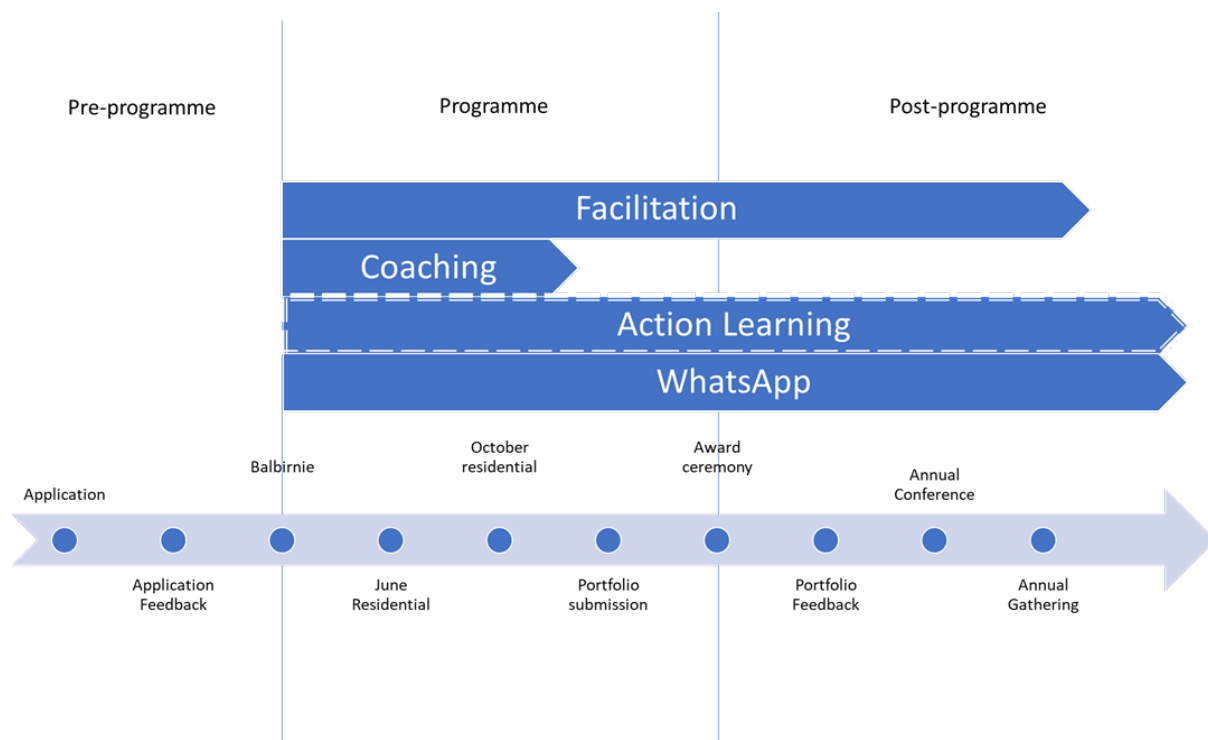 Pre-programme
Programme
Post-programme
Facilitation
Coaching
Action Learning
WhatsApp
Application
Balbirnie
October
residential
Award
ceremony
Annual
Conference
Application
Feedback
June
Residential
Portfolio
submission
Portfolio
Feedback
Annual
Gathering